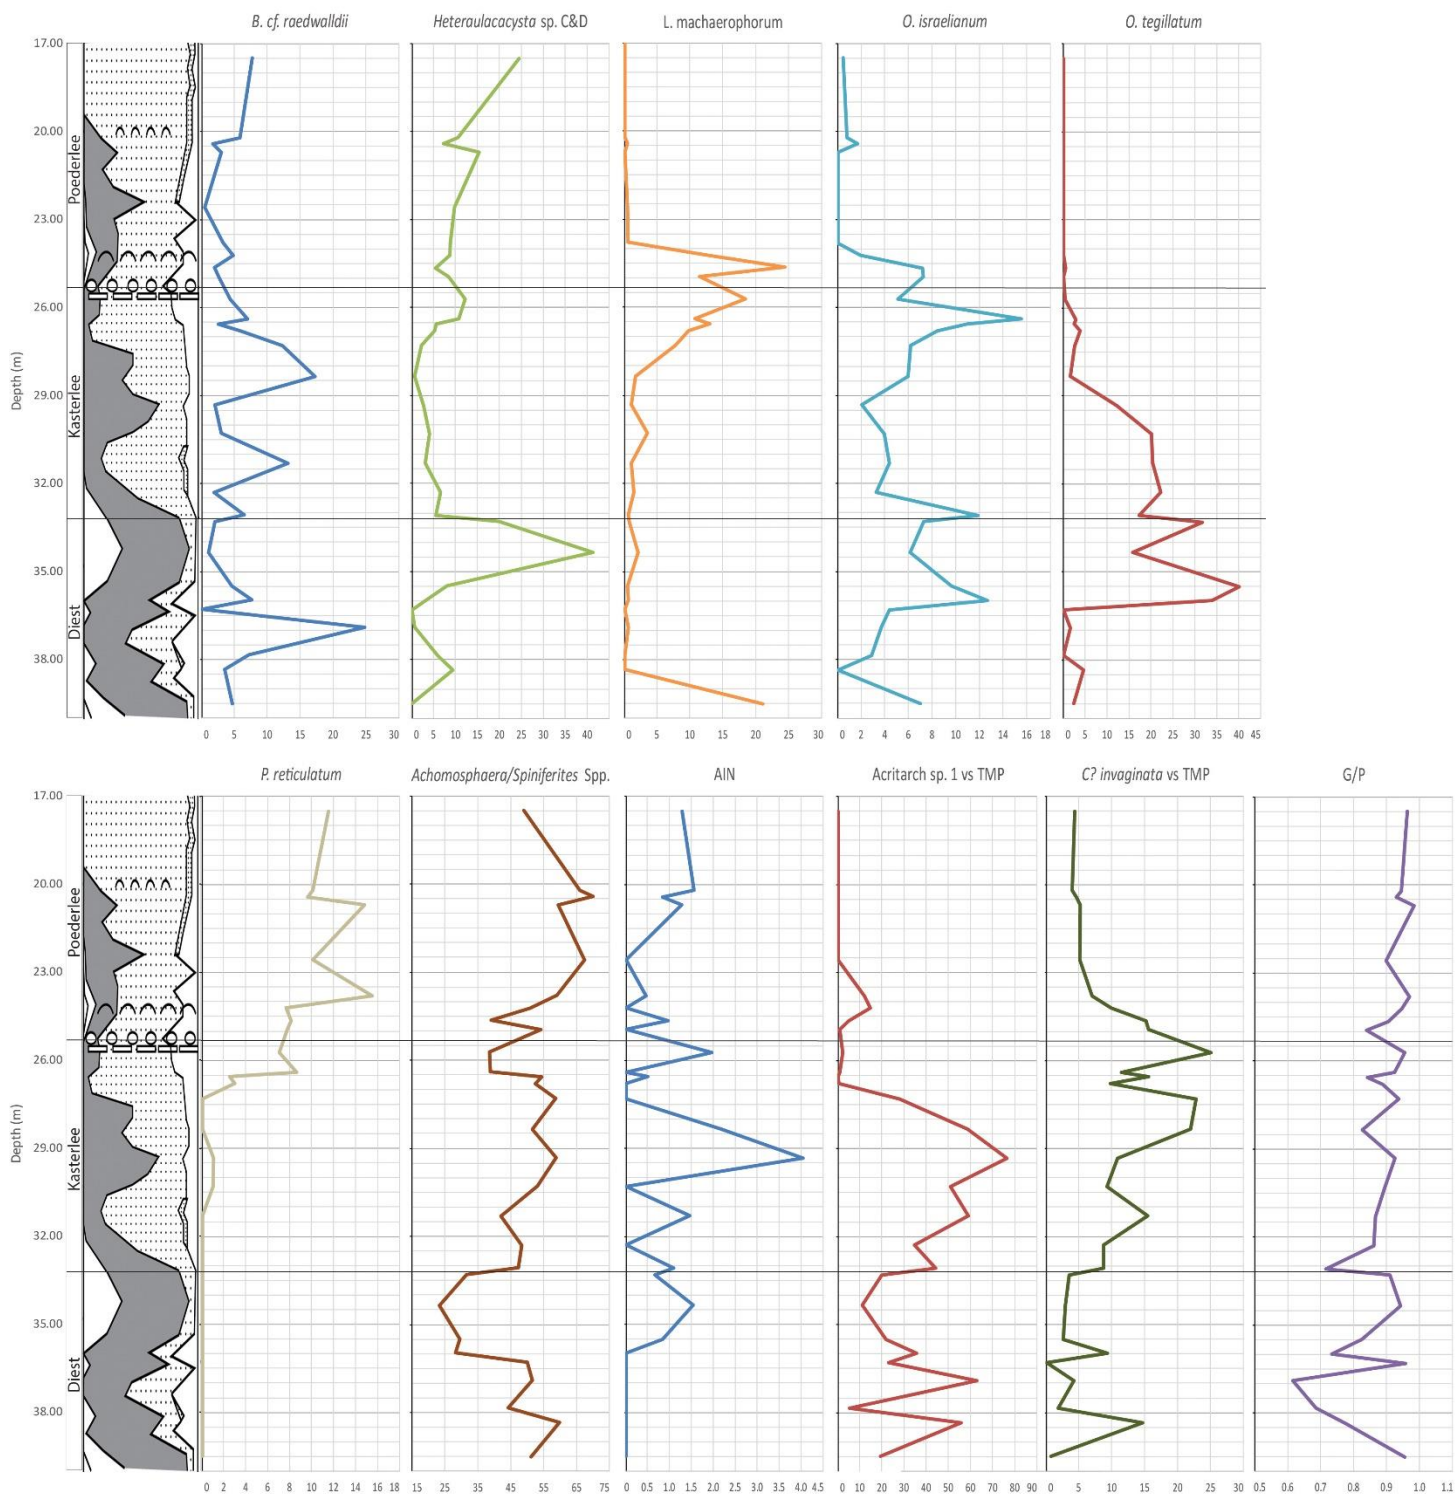 B. cf. raedwalldii Heteraulacacysta sp. C&D L. machaerophorum O. israelianum O. tegillatum
17.00
20.00
Poederlee
23.00
26.00
Depth (m)
Kasterlee
29.00
32.00
35.00
Diest
38.00
0 5 10 15 20 25 30 0 5 10 15 20 25 30 35 40 0 5 10 15 20 25 30 0 2 4 6 8 10 12 14 16 18 0 5 10 15 20 25 30 35 40 45
P. reticulatum Achomosphaera/Spiniferites Spp. AIN Acritarch sp. 1 vs TMP C? invaginata vs TMP G/P
17.00
20.00
Poederlee
23.00
26.00
Depth (m)
Kasterlee
29.00
32.00
35.00
Diest
38.00
0 2 4 6 8 10 12 14 16 18 15 25 35 45 55 65 75 0 0.5 1.0 1.5 2.0 2.5 3.0 3.5 4.0 4.5 0 10 20 30 40 50 60 70 80 90 0 5 10 15 20 25 30 0.5 0.6 0.7 0.8 0.9 1.0 1.1